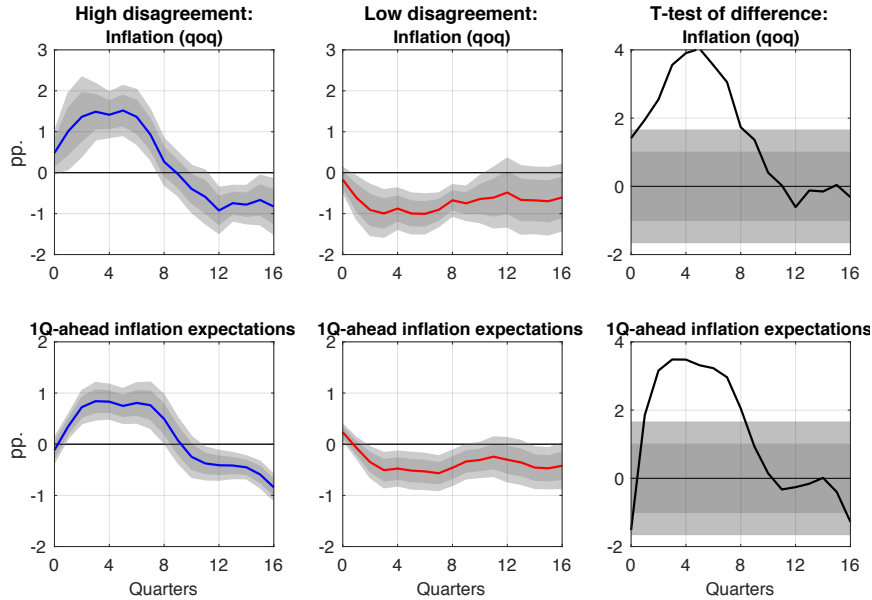 High disagreement:
Inflation (qoq)
Low disagreement:
Inflation (qoq)
T-test of difference:
Inflation (qoq)
3
2
1
0
-1
-2
pp.
0 4 8 12 16
1
0
-1
-2
0 4 8 12 16
4
2
0
-2
0 4 8 12 16
1Q-ahead inflation expectations
1Q-ahead inflation expectations
1Q-ahead inflation expectations
2
1
0
-1
-2
pp.
0 4 8 12 16
Quarters
2
1
0
-1
-2
0 4 8 12 16
Quarters
4
2
0
-2
0 4 8 12 16
Quarters